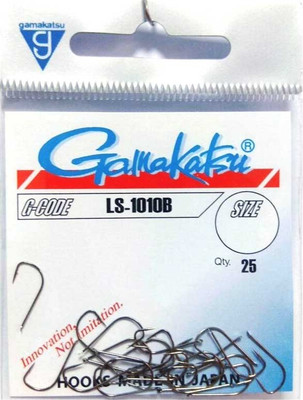 gamakatsu
g
Gamakatsu®
G-CODE LS-1010B SIZE
Qty. 25
Innovation,
Not Imitation.
HOOKS MADE IN JAPAN